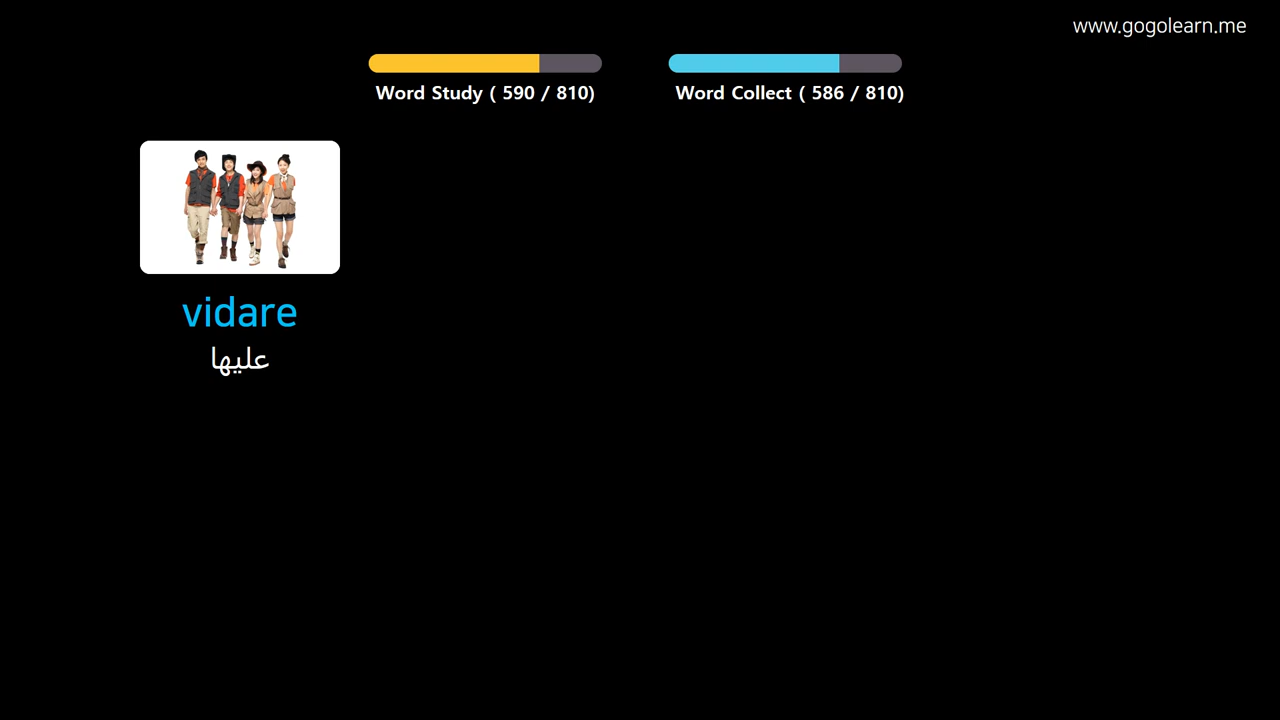 www.gogolearn.me
Word Study ( 590 / 810)
Word Collect ( 586 / 810)
vidare
عليها